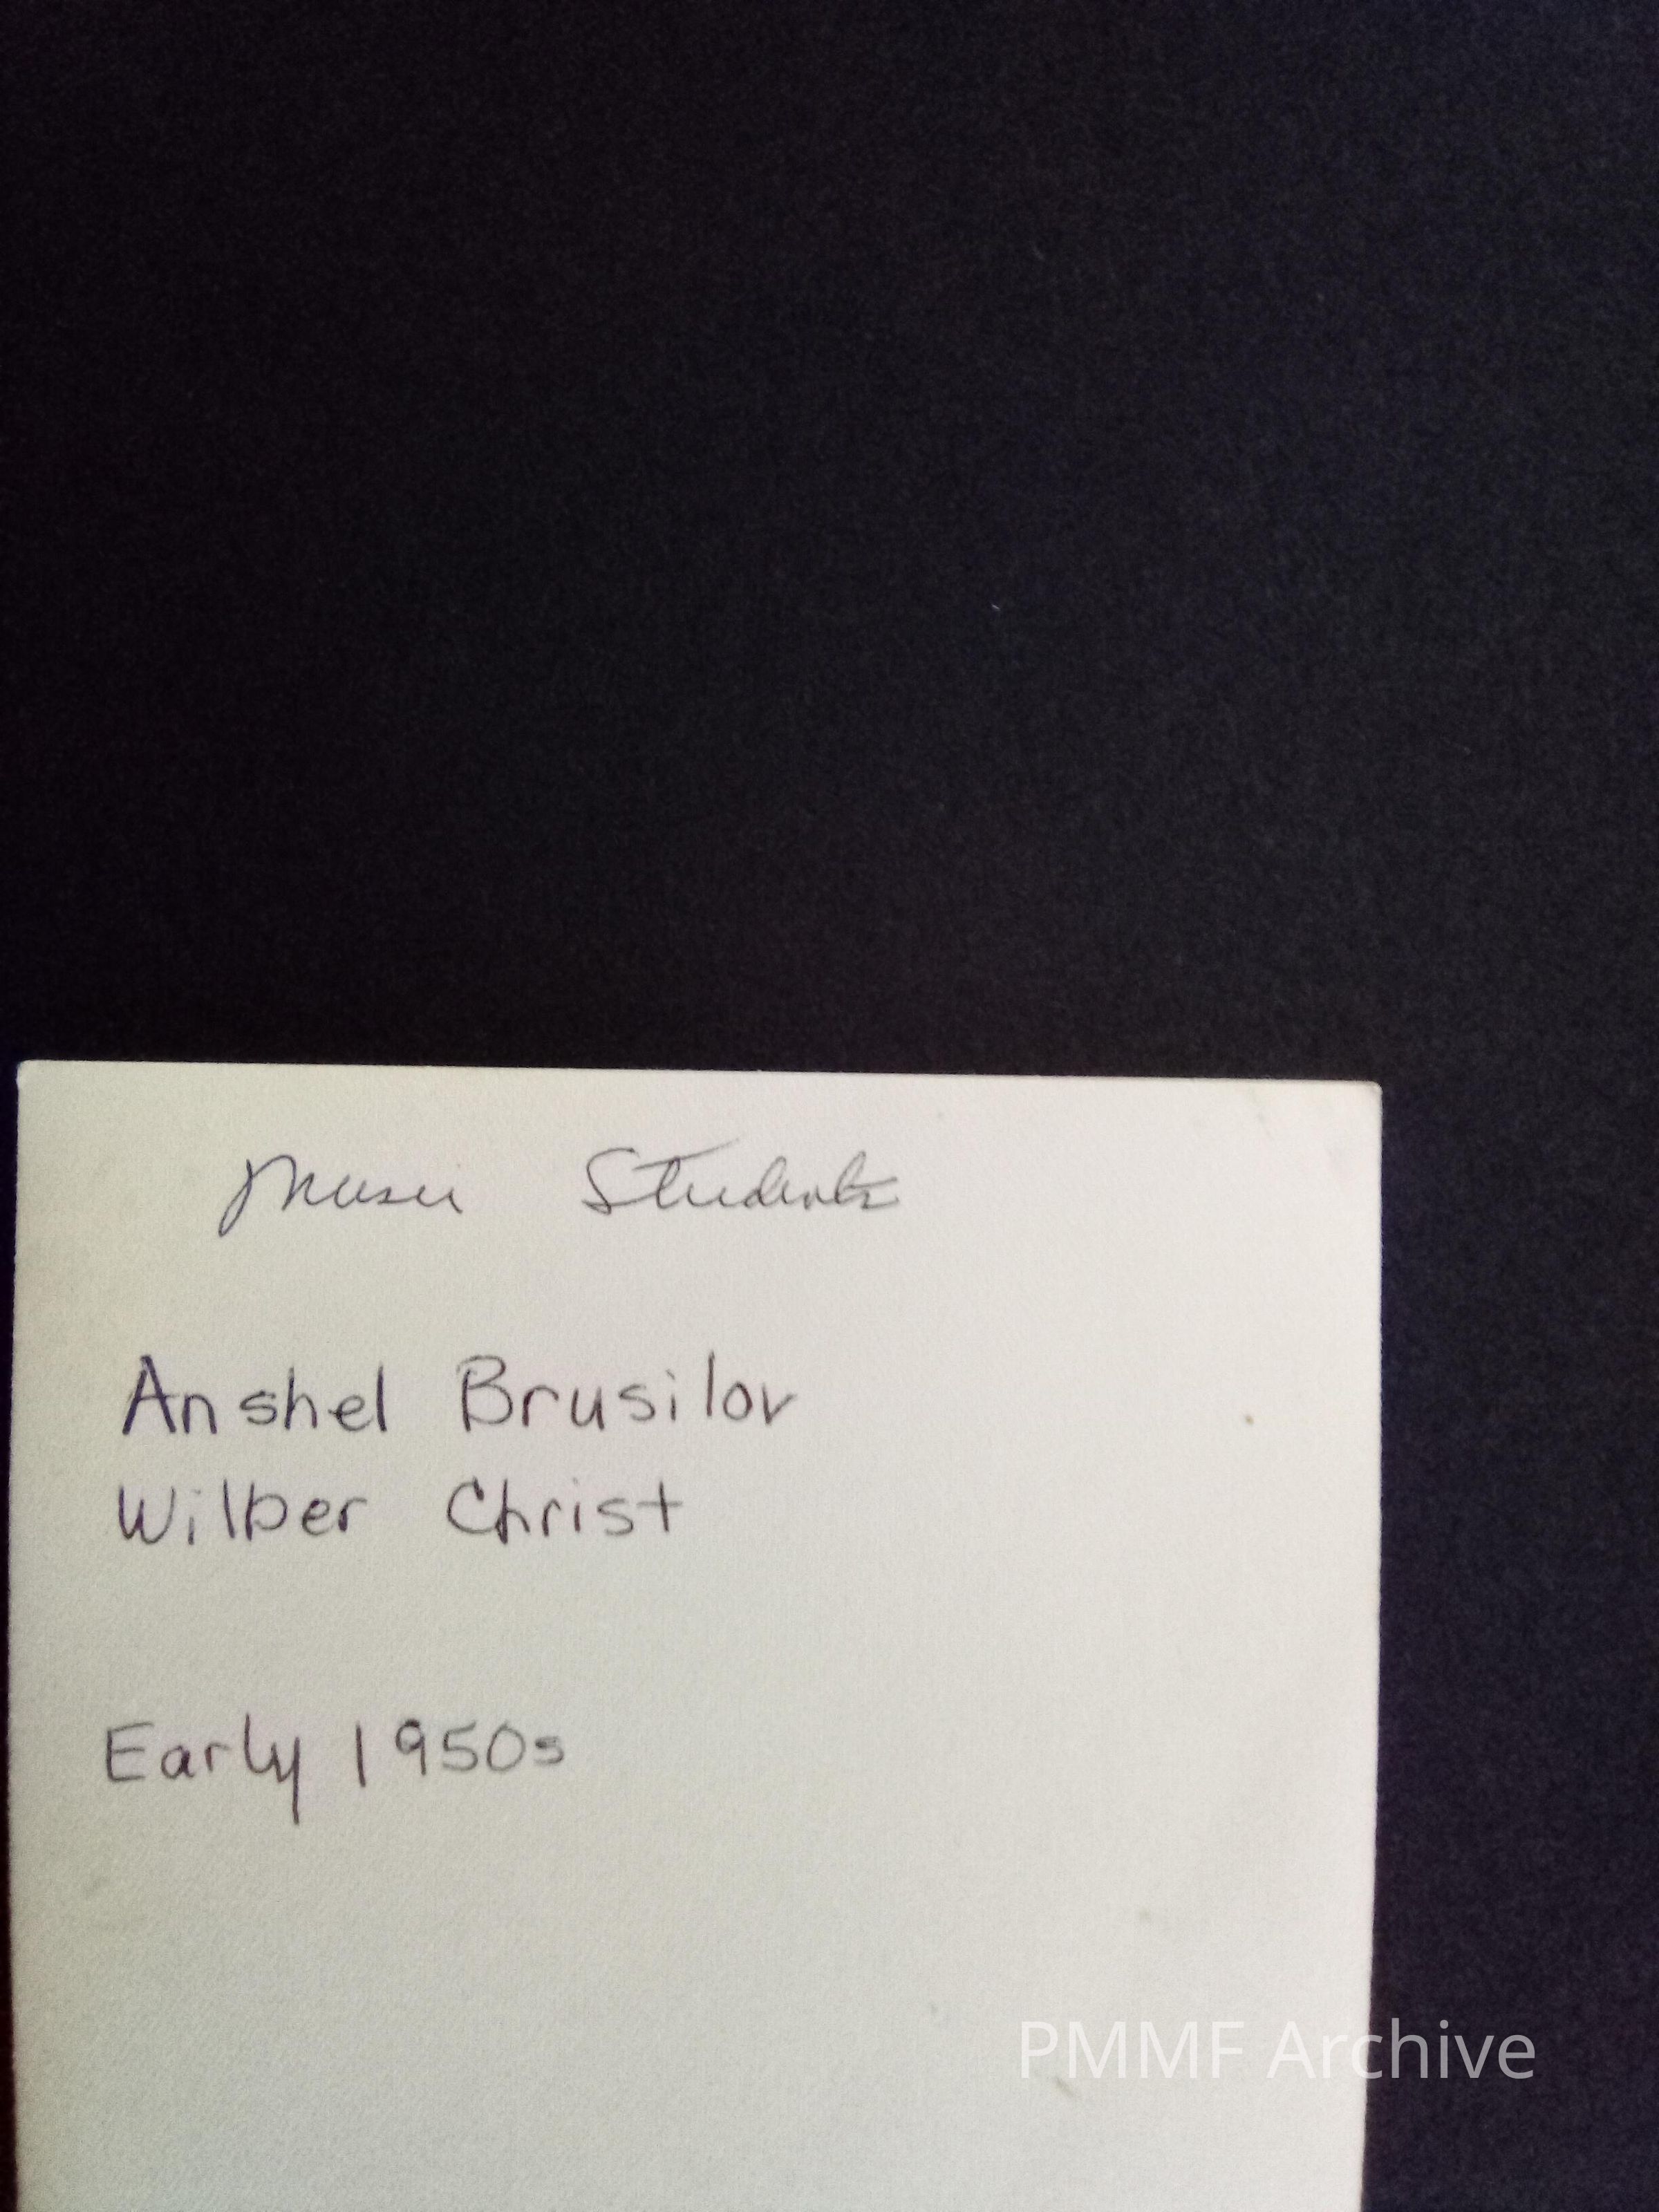 Music Students
Anshel Brusilov
Wilber Christ
Early 1950s
PMMF Archive